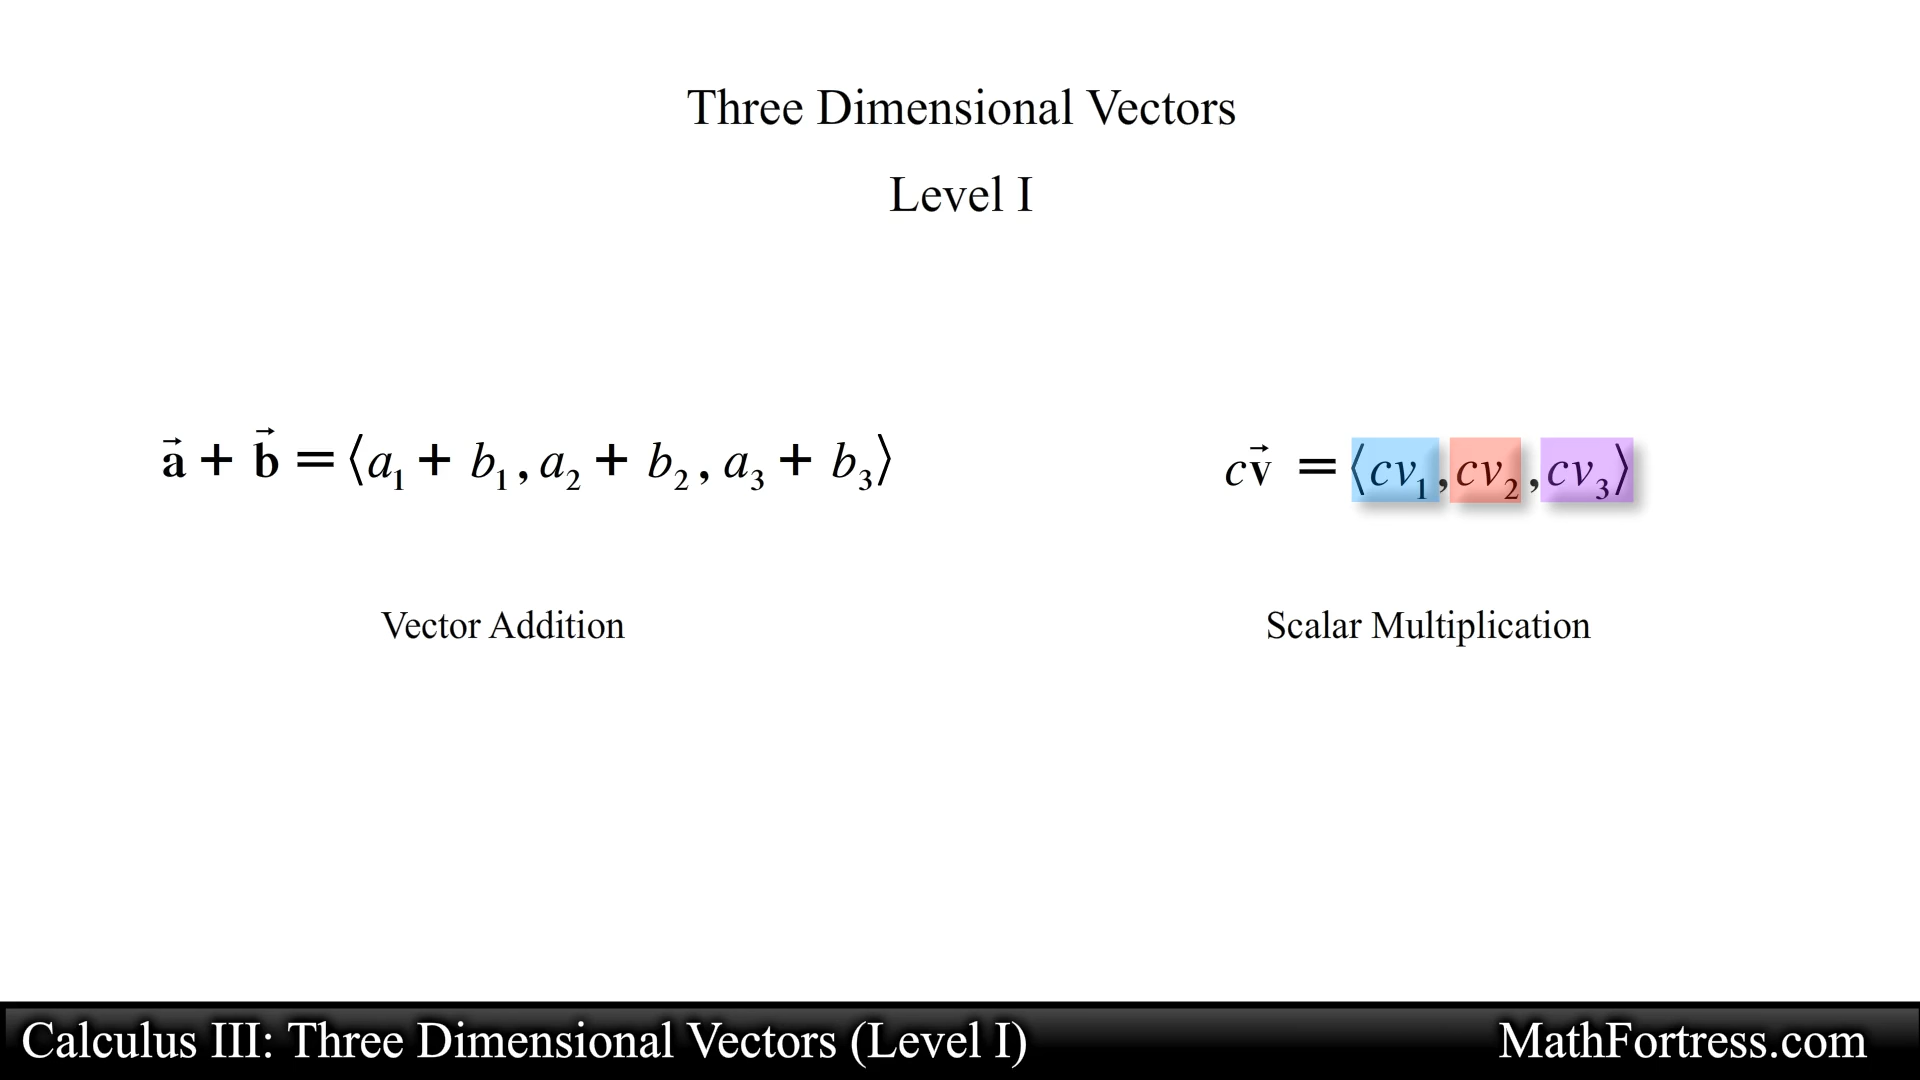 Three Dimensional Vectors
Level I
a⃗ + b⃗ = ⟨a₁ + b₁, a₂ + b₂, a₃ + b₃⟩
cv⃗ = ⟨cv₁, cv₂, cv₃⟩
Vector Addition
Scalar Multiplication
Calculus III: Three Dimensional Vectors (Level I)
MathFortress.com